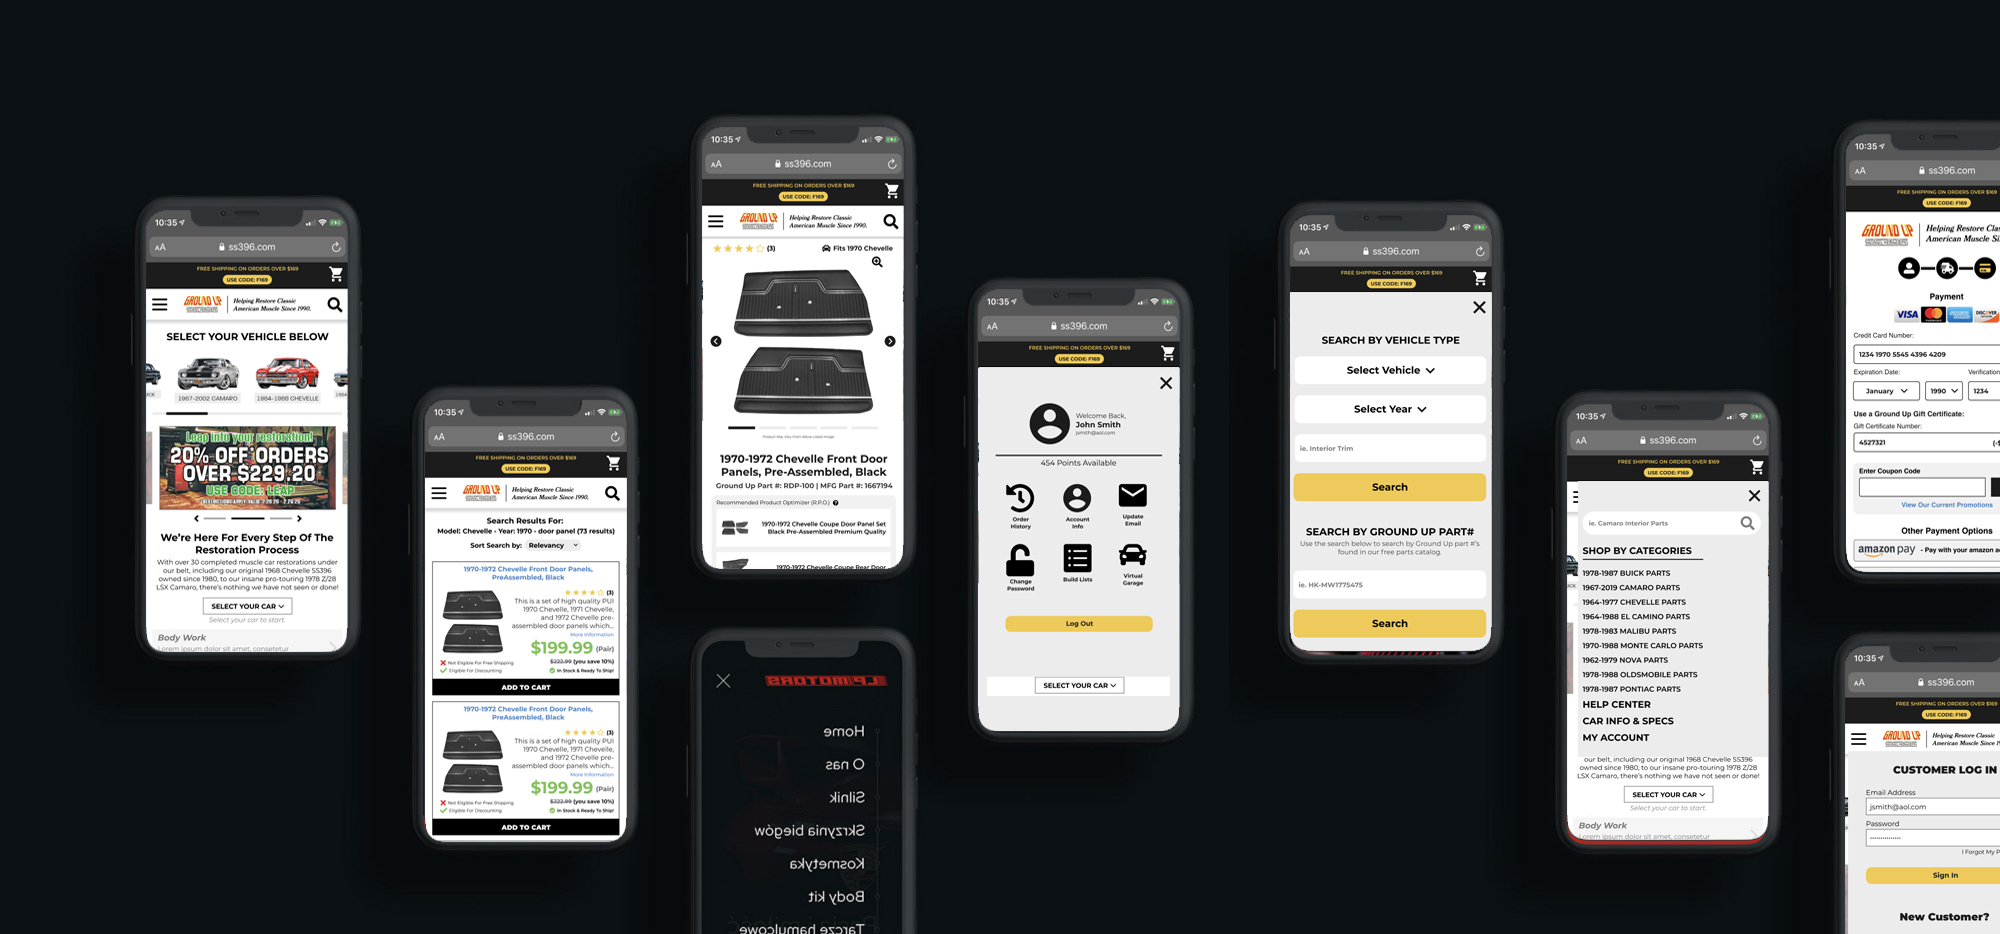 10:35
AA
ss396.com
FREE SHIPPING ON ORDERS OVER $169
USE CODE: F169
GROUND UP
Helping Restore Classic
American Muscle Since 1990.
SELECT YOUR VEHICLE BELOW
1967-2002 CAMARO
1964-1988 CHEVELLE
Leap into your restoration!
20% OFF ORDERS
OVER $229.20
USE CODE: LEAP
We're Here For Every Step Of The
Restoration Process
With over 30 completed muscle car restorations under
our belt, including our original 1968 Chevelle SS396
owned since 1980, to our insane pro-touring 1978 Z/28
LSX Camaro, there's nothing we have not seen or done!
SELECT YOUR CAR
Select your car to start.
Body Work
Lorem ipsum dolor sit amet, consetetur
10:35
AA
ss396.com
FREE SHIPPING ON ORDERS OVER $169
USE CODE: F169
GROUND UP
Helping Restore Classic
American Muscle Since 1990.
Search Results For:
Model: Chevelle - Year: 1970 - door panel (73 results)
Sort Search by: Relevancy
1970-1972 Chevelle Front Door Panels,
PreAssembled, Black
(3)
This is a set of high quality PUI
1970 Chevelle, 1971 Chevelle,
and 1972 Chevelle pre-
assembled door panels which...
More Information
$199.99 (Pair)
Not Eligible For Free Shipping
$222.99 (you save 10%)
Eligible For Discounting
In Stock & Ready To Ship!
ADD TO CART
1970-1972 Chevelle Front Door Panels,
PreAssembled, Black
(3)
This is a set of high quality PUI
1970 Chevelle, 1971 Chevelle,
and 1972 Chevelle pre-
assembled door panels which...
More Information
$199.99 (Pair)
Not Eligible For Free Shipping
$222.99 (you save 10%)
Eligible For Discounting
In Stock & Ready To Ship!
ADD TO CART
10:35
AA
ss396.com
FREE SHIPPING ON ORDERS OVER $169
USE CODE: F169
GROUND UP
Helping Restore Classic
American Muscle Since 1990.
(3)
Fits 1970 Chevelle
Product May Vary From Above Listed Image
1970-1972 Chevelle Front Door
Panels, Pre-Assembled, Black
Ground Up Part #: RDP-100 | MFG Part #: 1667194
Recommended Product Optimizer (R.P.O.)
1970-1972 Chevelle Coupe Door Panel Set
Black Pre-Assembled Premium Quality
1970-1972 Chevelle Coupe Rear Door
LP MOTORS
Home
O nas
Silnik
Skrzynia biegów
Kosmetyka
Body kit
Tarcze hamulcowe
10:35
AA
ss396.com
FREE SHIPPING ON ORDERS OVER $169
USE CODE: F169
Welcome Back,
John Smith
jsmith@aol.com
454 Points Available
Order
History
Account
Info
Update
Email
Change
Password
Build Lists
Virtual
Garage
Log Out
SELECT YOUR CAR
10:35
AA
ss396.com
FREE SHIPPING ON ORDERS OVER $169
USE CODE: F169
SEARCH BY VEHICLE TYPE
Select Vehicle
Select Year
ie. Interior Trim
Search
SEARCH BY GROUND UP PART#
Use the search below to search by Ground Up part #'s
found in our free parts catalog.
ie. HK-MW1775475
Search
10:35
AA
ss396.com
FREE SHIPPING ON ORDERS OVER $169
USE CODE: F169
ie. Camaro Interior Parts
SHOP BY CATEGORIES
1978-1987 BUICK PARTS
1967-2019 CAMARO PARTS
1964-1977 CHEVELLE PARTS
1964-1988 EL CAMINO PARTS
1978-1983 MALIBU PARTS
1970-1988 MONTE CARLO PARTS
1962-1979 NOVA PARTS
1978-1988 OLDSMOBILE PARTS
1978-1987 PONTIAC PARTS
HELP CENTER
CAR INFO & SPECS
MY ACCOUNT
our belt, including our original 1968 Chevelle SS396
owned since 1980, to our insane pro-touring 1978 Z/28
LSX Camaro, there's nothing we have not seen or done!
SELECT YOUR CAR
Select your car to start.
Body Work
Lorem ipsum dolor sit amet, consetetur
10:35
AA
ss396.com
FREE SHIPPING ON ORDERS OVER $169
USE CODE: F169
GROUND UP
Helping Restore Clas
American Muscle Si
Payment
VISA
DISCOVER
Credit Card Number:
1234 1970 5545 4396 4209
Expiration Date:
Verification
January
1990
1234
Use a Ground Up Gift Certificate:
Gift Certificate Number:
4527321
(-$
Enter Coupon Code
View Our Current Promotions
Other Payment Options
amazon pay - Pay with your amazon a
10:35
AA
ss396.com
FREE SHIPPING ON ORDERS OVER $169
USE CODE: F169
GROUND UP
Helping Restore Classic
American Muscle Since 1
CUSTOMER LOG IN
Email Address
jsmith@aol.com
Password
I Forgot My P
Sign In
New Customer?